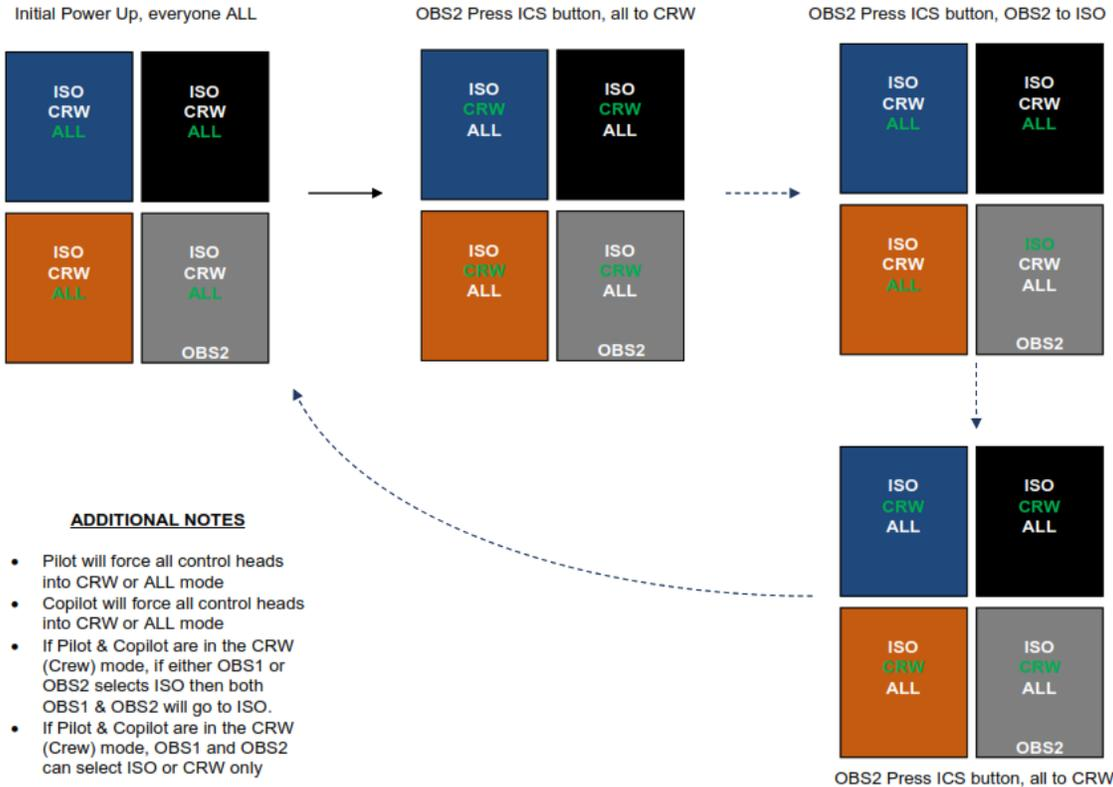 Initial Power Up, everyone ALL
ISO
CRW
ALL
ISO
CRW
ALL
ISO
CRW
ALL
ISO
CRW
ALL
OBS2
OBS2 Press ICS button, all to CRW
ISO
CRW
ALL
ISO
CRW
ALL
ISO
CRW
ALL
ISO
CRW
ALL
OBS2
OBS2 Press ICS button, OBS2 to ISO
ISO
CRW
ALL
ISO
CRW
ALL
ISO
CRW
ALL
ISO
CRW
ALL
OBS2
ISO
CRW
ALL
ISO
CRW
ALL
ISO
CRW
ALL
ISO
CRW
ALL
OBS2
OBS2 Press ICS button, all to CRW
ADDITIONAL NOTES
• Pilot will force all control heads
into CRW or ALL mode
• Copilot will force all control heads
into CRW or ALL mode
• If Pilot & Copilot are in the CRW
(Crew) mode, if either OBS1 or
OBS2 selects ISO then both
OBS1 & OBS2 will go to ISO.
• If Pilot & Copilot are in the CRW
(Crew) mode, OBS1 and OBS2
can select ISO or CRW only